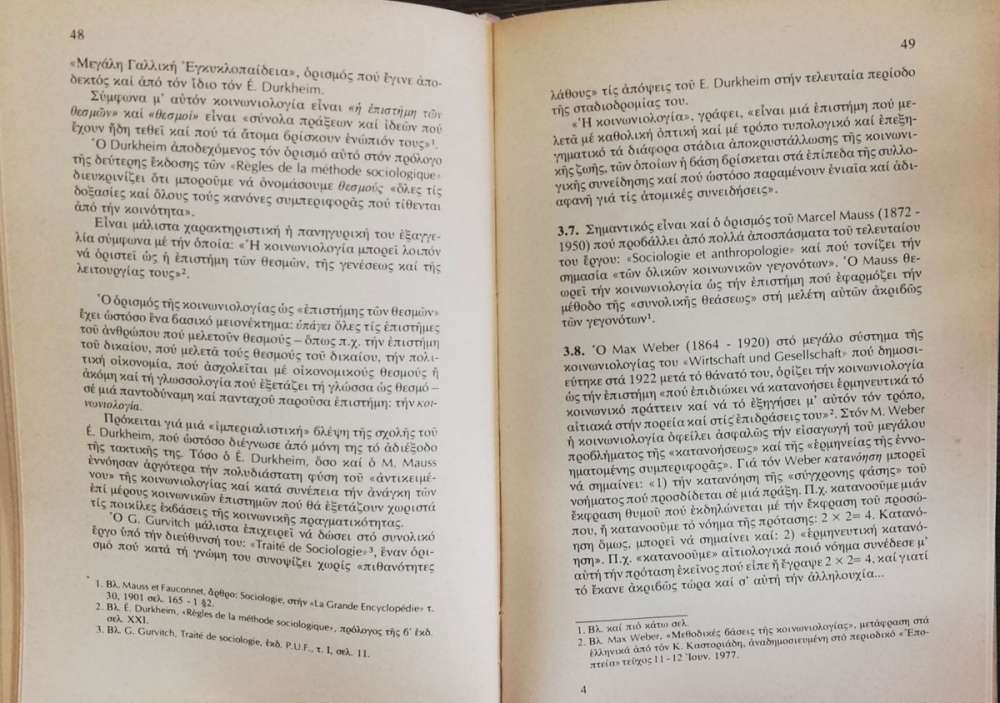 48
«Μεγάλη Γαλλική Ἐγκυκλοπαίδεια», ὁρισμός πού ἔγινε ἀπο-
δεκτός καί ἀπό τόν ἴδιο τόν É. Durkheim.
Σύμφωνα μ' αὐτόν κοινωνιολογία εἶναι «ἡ ἐπιστήμη τῶν
θεσμῶν» καί «θεσμοί» εἶναι «σύνολα πράξεων καί ἰδεῶν πού
ἔχουν ἤδη τεθεῖ καί πού τά ἄτομα βρίσκουν ἐνώπιόν τους»¹.
Ὁ Durkheim ἀποδεχόμενος τόν ὁρισμό αὐτό στόν πρόλογο
τῆς δεύτερης ἔκδοσης τῶν «Règles de la méthode sociologique»
διευκρινίζει ὅτι μποροῦμε νά ὀνομάσουμε θεσμούς «ὅλες τίς
δοξασίες καί ὅλους τούς κανόνες συμπεριφορᾶς πού τίθενται
ἀπό τήν κοινότητα».
Εἶναι μάλιστα χαρακτηριστική ἡ πανηγυρική του ἐξαγγε-
λία σύμφωνα μέ τήν ὁποία: «Ἡ κοινωνιολογία μπορεῖ λοιπόν
νά ὁριστεῖ ὡς ἡ ἐπιστήμη τῶν θεσμῶν, τῆς γενέσεως καί τῆς
λειτουργίας τους»².
Ὁ ὁρισμός τῆς κοινωνιολογίας ὡς «ἐπιστήμης τῶν θεσμῶν»
ἔχει ὡστόσο ἕνα βασικό μειονέκτημα: ὑπάγει ὅλες τίς ἐπιστῆμες
τοῦ ἀνθρώπου πού μελετοῦν θεσμούς – ὅπως π.χ. τήν ἐπιστήμη
τοῦ δικαίου, πού μελετᾶ τούς θεσμούς τοῦ δικαίου, τήν πολι-
τική οἰκονομία, πού ἀσχολεῖται μέ οἰκονομικούς θεσμούς ἤ
ἀκόμη καί τή γλωσσολογία πού ἐξετάζει τή γλώσσα ὡς θεσμό –
σέ μιά παντοδύναμη καί πανταχοῦ παροῦσα ἐπιστήμη: τήν κοι-
νωνιολογία.
Πρόκειται γιά μιά «ἰμπεριαλιστική» βλέψη τῆς σχολῆς τοῦ
É. Durkheim, πού ὡστόσο διέγνωσε ἀπό μόνη της τό ἀδιέξοδο
τῆς τακτικῆς της. Τόσο ὁ É. Durkheim, ὅσο καί ὁ M. Mauss
ἐννόησαν ἀργότερα τήν πολυδιάστατη φύση τοῦ «ἀντικειμέ-
νου» τῆς κοινωνιολογίας καί κατά συνέπεια τήν ἀνάγκη τῶν
ἐπί μέρους κοινωνικῶν ἐπιστημῶν πού θά ἐξετάζουν χωριστά
τίς ποικίλες ἐκβάσεις τῆς κοινωνικῆς πραγματικότητας.
Ὁ G. Gurvitch μάλιστα ἐπιχειρεῖ νά δώσει στό συνολικό
ἔργο ὑπό τήν διεύθυνσή του: «Traité de Sociologie»³, ἕναν ὁρι-
σμό πού κατά τή γνώμη του συνοψίζει χωρίς «πιθανότητες
1. Βλ. Mauss et Fauconnet, ἄρθρο: Sociologie, στήν «La Grande Encyclopédie» τ.
30, 1901 σελ. 165 - 1 §2.
2. Βλ. É. Durkheim, «Règles de la méthode sociologique», πρόλογος τῆς 6' ἐκδ.
σελ. XXI.
3. Βλ. G. Gurvitch, Traité de sociologie, ἐκδ. P.U.F., τ. I, σελ. 11.
49
λάθους» τίς ἀπόψεις τοῦ E. Durkheim στήν τελευταία περίοδο
τῆς σταδιοδρομίας του.
«Ἡ κοινωνιολογία», γράφει, «εἶναι μιά ἐπιστήμη πού με-
λετᾶ μέ καθολική ὀπτική καί μέ τρόπο τυπολογικό καί ἐπεξη-
γηματικό τά διάφορα στάδια ἀποκρυστάλλωσης τῆς κοινωνι-
κῆς ζωῆς, τῶν ὁποίων ἡ βάση βρίσκεται στά ἐπίπεδα τῆς συλλο-
γικῆς συνείδησης καί πού ὡστόσο παραμένουν ἑνιαῖα καί ἀδι-
αφανῆ γιά τίς ἀτομικές συνειδήσεις».
3.7. Σημαντικός εἶναι καί ὁ ὁρισμός τοῦ Marcel Mauss (1872 -
1950) πού προβάλλει ἀπό πολλά ἀποσπάσματα τοῦ τελευταίου
του ἔργου: «Sociologie et anthropologie» καί πού τονίζει τήν
σημασία «τῶν ὁλικῶν κοινωνικῶν γεγονότων». Ὁ Mauss θε-
ωρεῖ τήν κοινωνιολογία ὡς τήν ἐπιστήμη πού ἐφαρμόζει τήν
μέθοδο τῆς «συνολικῆς θεάσεως» στή μελέτη αὐτῶν ἀκριβῶς
τῶν γεγονότων¹.
3.8. Ὁ Max Weber (1864 - 1920) στό μεγάλο σύστημα τῆς
κοινωνιολογίας του «Wirtschaft und Gesellschaft» πού δημοσι-
εύτηκε στά 1922 μετά τό θάνατό του, ὁρίζει τήν κοινωνιολογία
ὡς τήν ἐπιστήμη «πού ἐπιδιώκει νά κατανοήσει ἑρμηνευτικά τό
κοινωνικό πράττειν καί νά τό ἐξηγήσει μ' αὐτόν τόν τρόπο,
αἰτιακά στήν πορεία καί στίς ἐπιδράσεις του»². Στόν M. Weber
ἡ κοινωνιολογία ὀφείλει ἀσφαλῶς τήν εἰσαγωγή τοῦ μεγάλου
προβλήματος τῆς «κατανοήσεως» καί τῆς «ἑρμηνείας τῆς ἐννο-
ηματωμένης συμπεριφορᾶς». Γιά τόν Weber κατανόηση μπορεῖ
νά σημαίνει: «1) τήν κατανόηση τῆς «σύγχρονης φάσης» τοῦ
νοήματος πού προσδίδεται σέ μιά πράξη. Π.χ. κατανοοῦμε μιάν
ἔκφραση θυμοῦ πού ἐκδηλώνεται μέ τήν ἔκφραση τοῦ προσώ-
που, ἤ κατανοοῦμε τό νόημα τῆς πρότασης: 2 × 2= 4. Κατανό-
ηση ὅμως, μπορεῖ νά σημαίνει καί: 2) «ἑρμηνευτική κατανό-
ηση». Π.χ. «κατανοοῦμε» αἰτιολογικά ποιό νόημα συνέδεσε μ'
αὐτή τήν πρόταση ἐκεῖνος πού εἶπε ἤ ἔγραψε 2 × 2= 4, καί γιατί
τό ἔκανε ἀκριβῶς τώρα καί σ' αὐτή τήν ἀλληλουχία...
1. Βλ. καί πιό κάτω σελ.
2. Βλ. Max Weber, «Μεθοδικές βάσεις τῆς κοινωνιολογίας», μετάφραση στά
ἑλληνικά ἀπό τόν Κ. Καστοριάδη, ἀναδημοσιευμένη στό περιοδικό «Ἐπο-
πτεία» τεῦχος 11 - 12 Ἰουν. 1977.
4